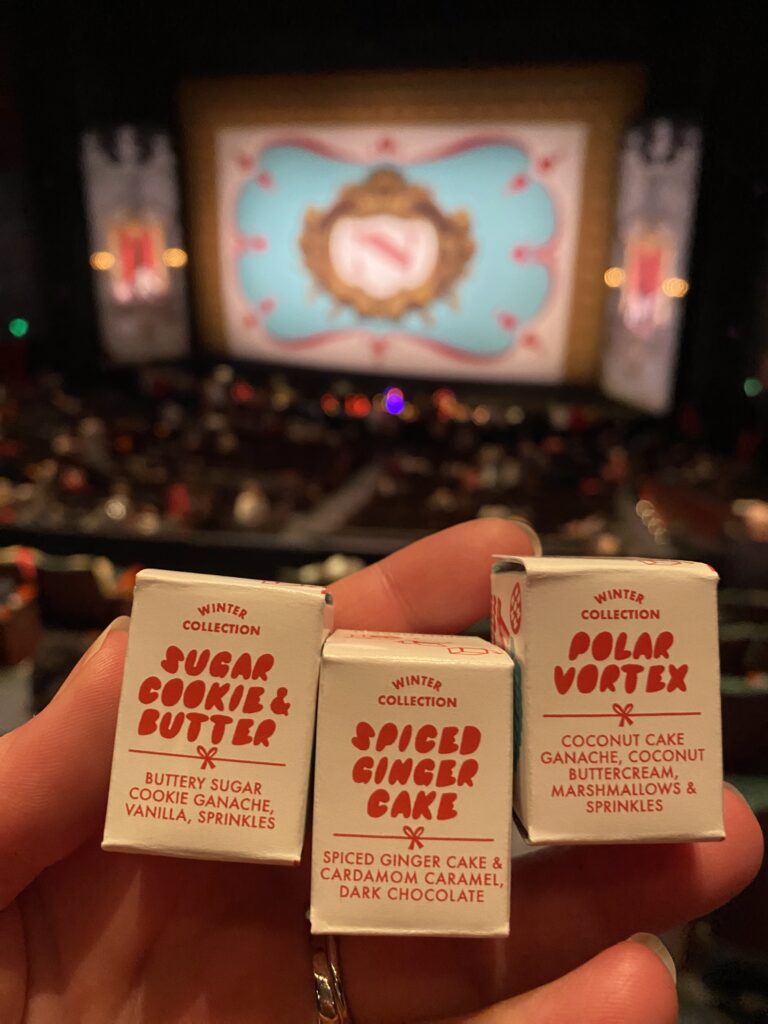 WINTER
COLLECTION
SUGAR
COOKIE &
BUTTER
BUTTERY SUGAR
COOKIE GANACHE,
VANILLA, SPRINKLES
WINTER
COLLECTION
SPICED
GINGER
CAKE
SPICED GINGER CAKE &
CARDAMOM CARAMEL,
DARK CHOCOLATE
WINTER
COLLECTION
POLAR
VORTEX
COCONUT CAKE
GANACHE, COCONUT
BUTTERCREAM,
MARSHMALLOWS &
SPRINKLES
N